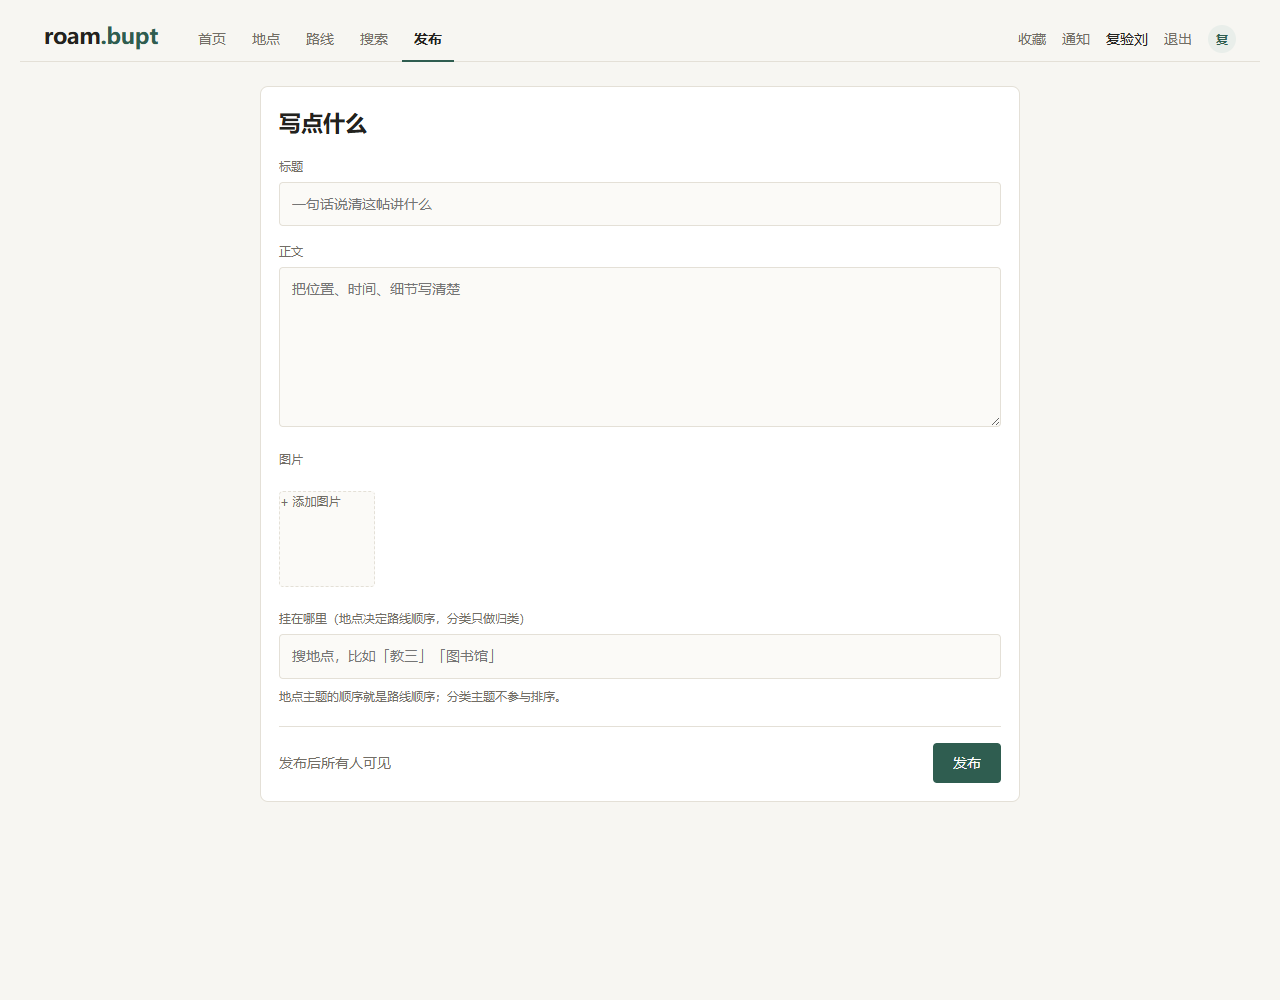 roam.bupt 首页 地点 路线 搜索 发布 收藏 通知 复验刘 退出 复
写点什么
标题
一句话说清这帖讲什么
正文
把位置、时间、细节写清楚
图片
+ 添加图片
挂在哪里（地点决定路线顺序，分类只做归类）
搜地点，比如「教三」「图书馆」
地点主题的顺序就是路线顺序；分类主题不参与排序。
发布后所有人可见 发布